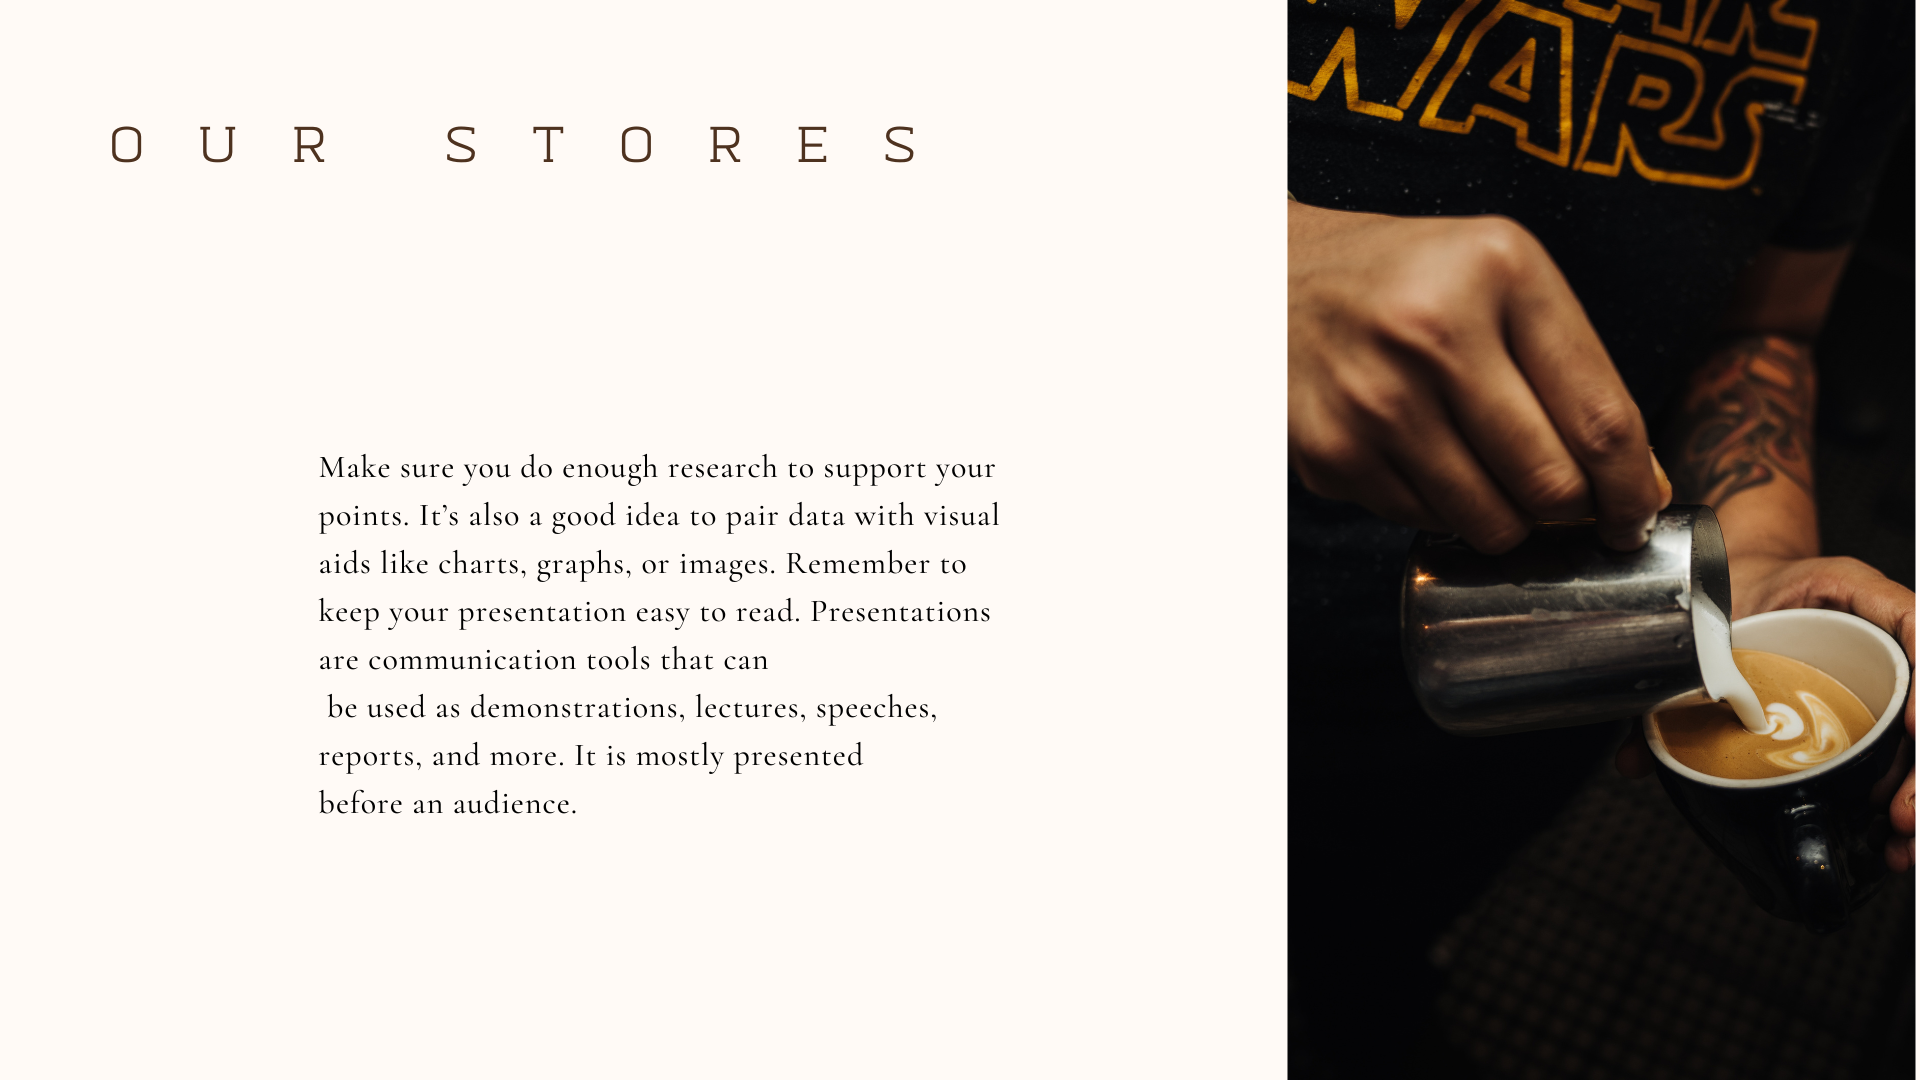 OUR STORES
Make sure you do enough research to support your
points. It’s also a good idea to pair data with visual
aids like charts, graphs, or images. Remember to
keep your presentation easy to read. Presentations
are communication tools that can
be used as demonstrations, lectures, speeches,
reports, and more. It is mostly presented
before an audience.
WARS